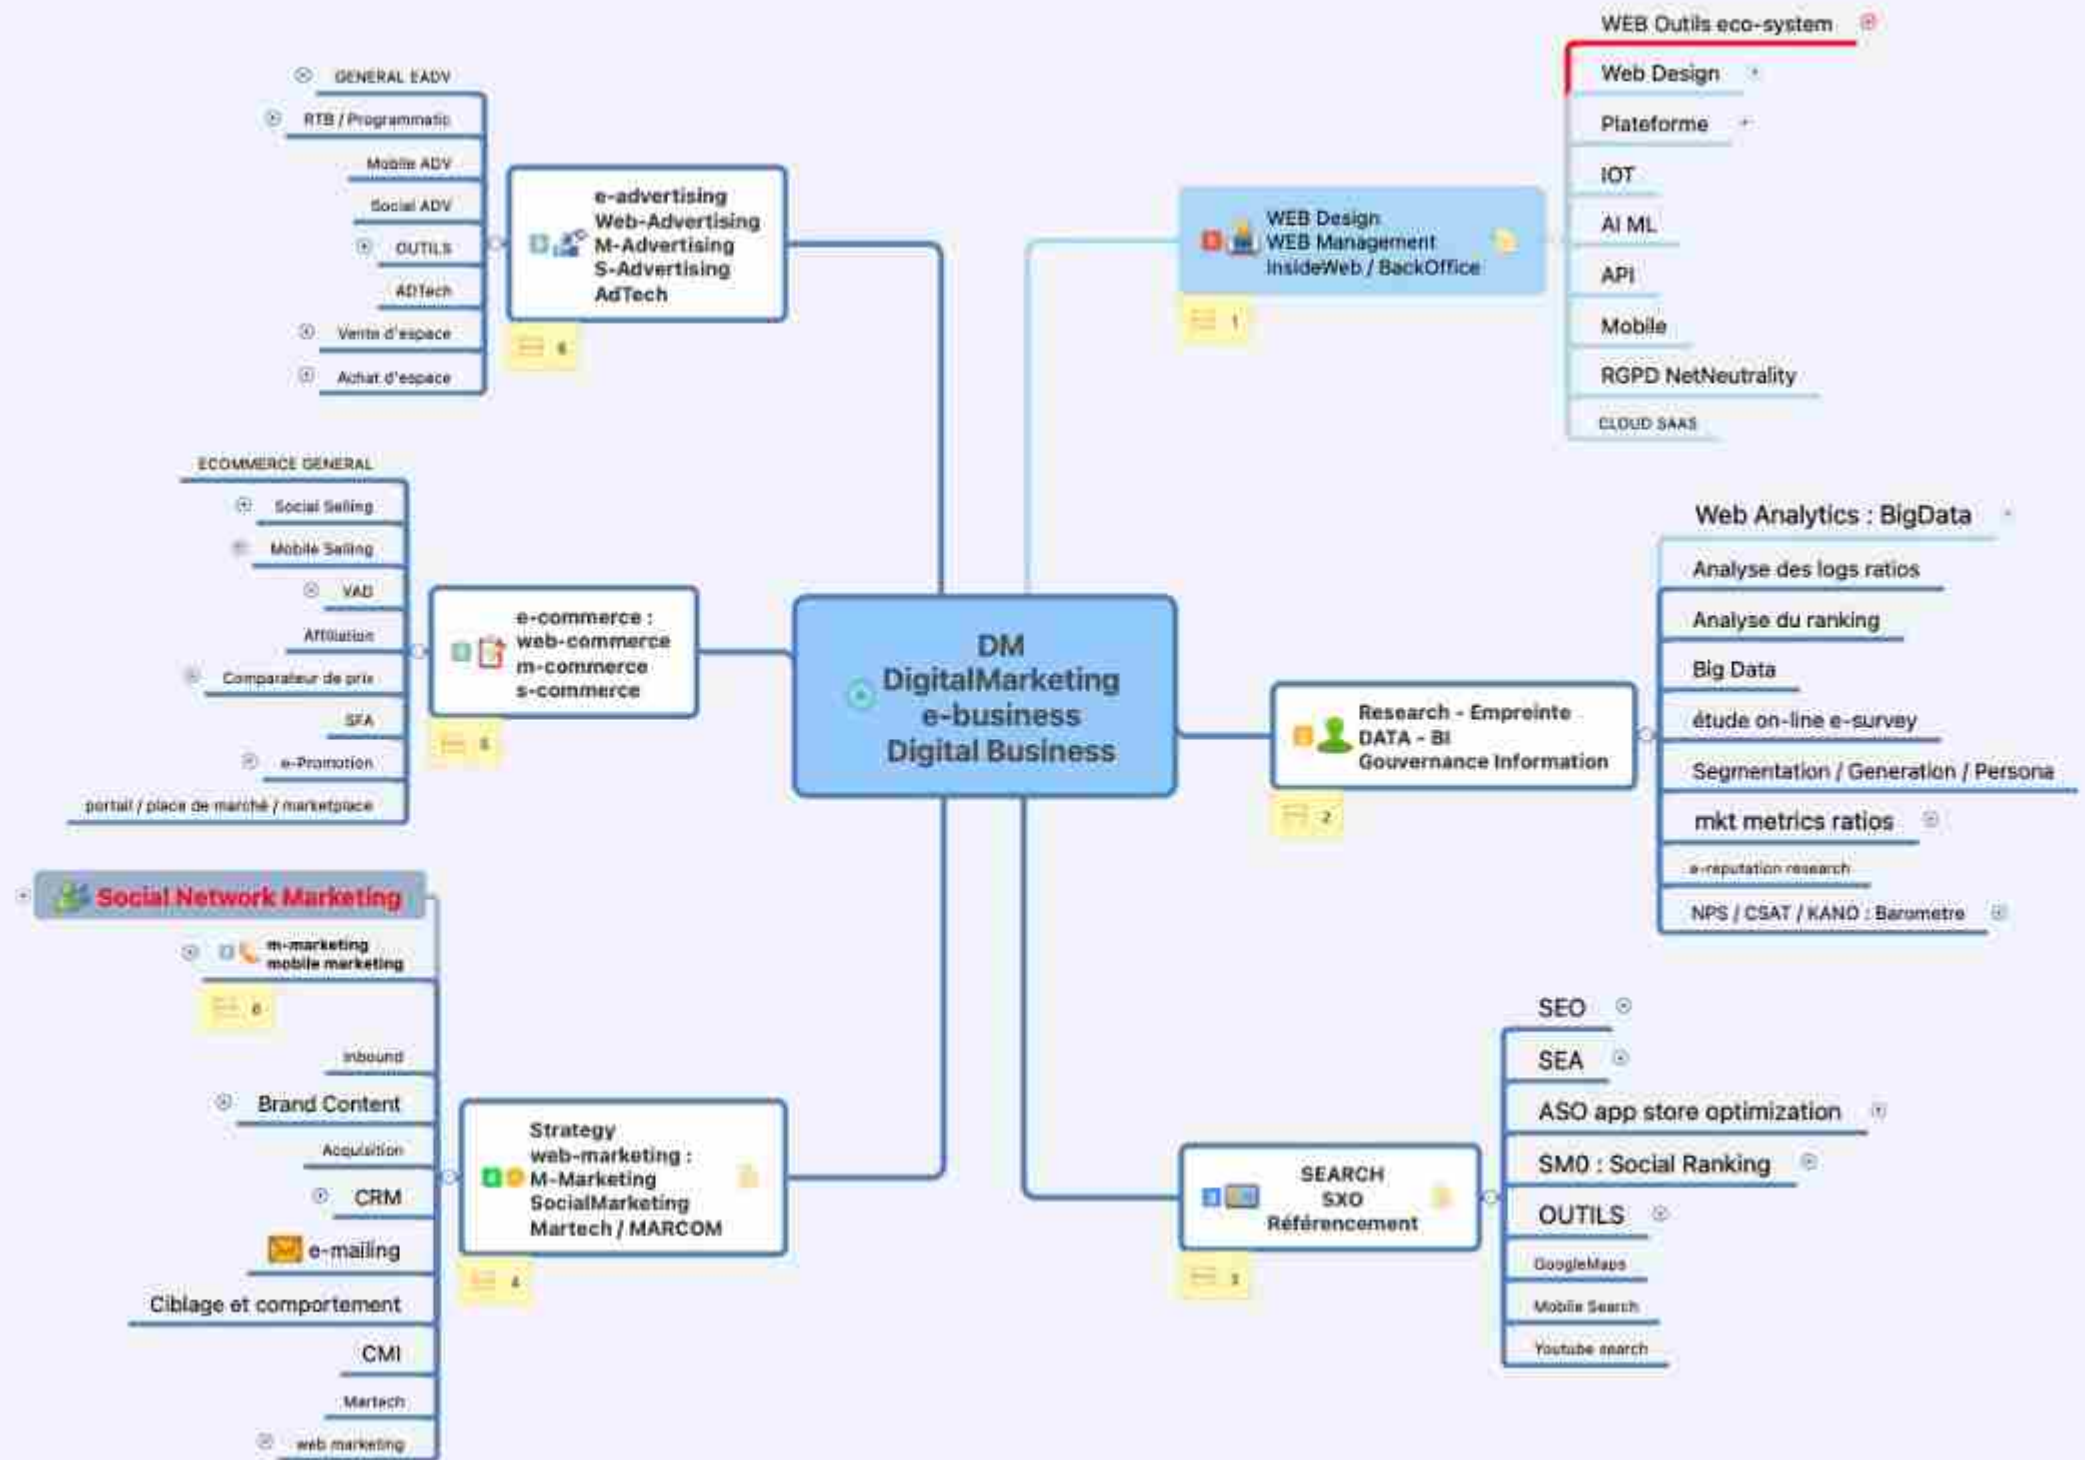 DM
DigitalMarketing
e-business
Digital Business
WEB Design
WEB Management
InsideWeb / BackOffice
1
WEB Outils eco-system
Web Design
Plateforme
IOT
AI ML
API
Mobile
RGPD NetNeutrality
CLOUD SAAS
Research - Empreinte
DATA - BI
Gouvernance Information
2
Web Analytics : BigData
Analyse des logs ratios
Analyse du ranking
Big Data
étude on-line e-survey
Segmentation / Generation / Persona
mkt metrics ratios
e-reputation research
NPS / CSAT / KANO : Barometre
SEARCH
SXO
Référencement
3
SEO
SEA
ASO app store optimization
SM0 : Social Ranking
OUTILS
GoogleMaps
Mobile Search
Youtube search
Strategy
web-marketing :
M-Marketing
SocialMarketing
Martech / MARCOM
4
Social Network Marketing
m-marketing
mobile marketing
Inbound
Brand Content
Acquisition
CRM
e-mailing
Ciblage et comportement
CMI
Martech
web marketing
e-commerce :
web-commerce
m-commerce
s-commerce
5
ECOMMERCE GENERAL
Social Selling
Mobile Selling
VAD
Affiliation
Comparateur de prix
SFA
e-Promotion
portail / place de marché / marketplace
e-advertising
Web-Advertising
M-Advertising
S-Advertising
AdTech
6
GENERAL EADV
RTB / Programmatic
Mobile ADV
Social ADV
OUTILS
ADTech
Vente d'espace
Achat d'espace